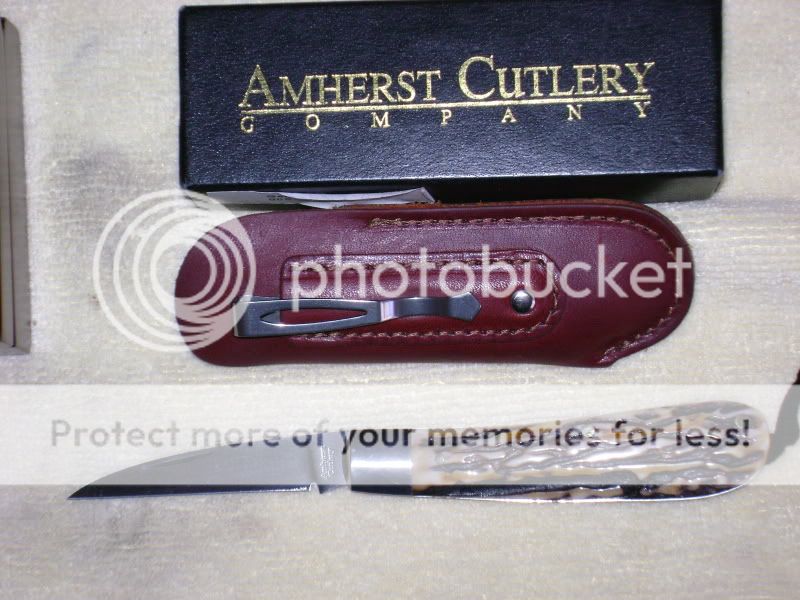 AMHERST CUTLERY
COMPANY
photobucket
Protect more of your memories for less!